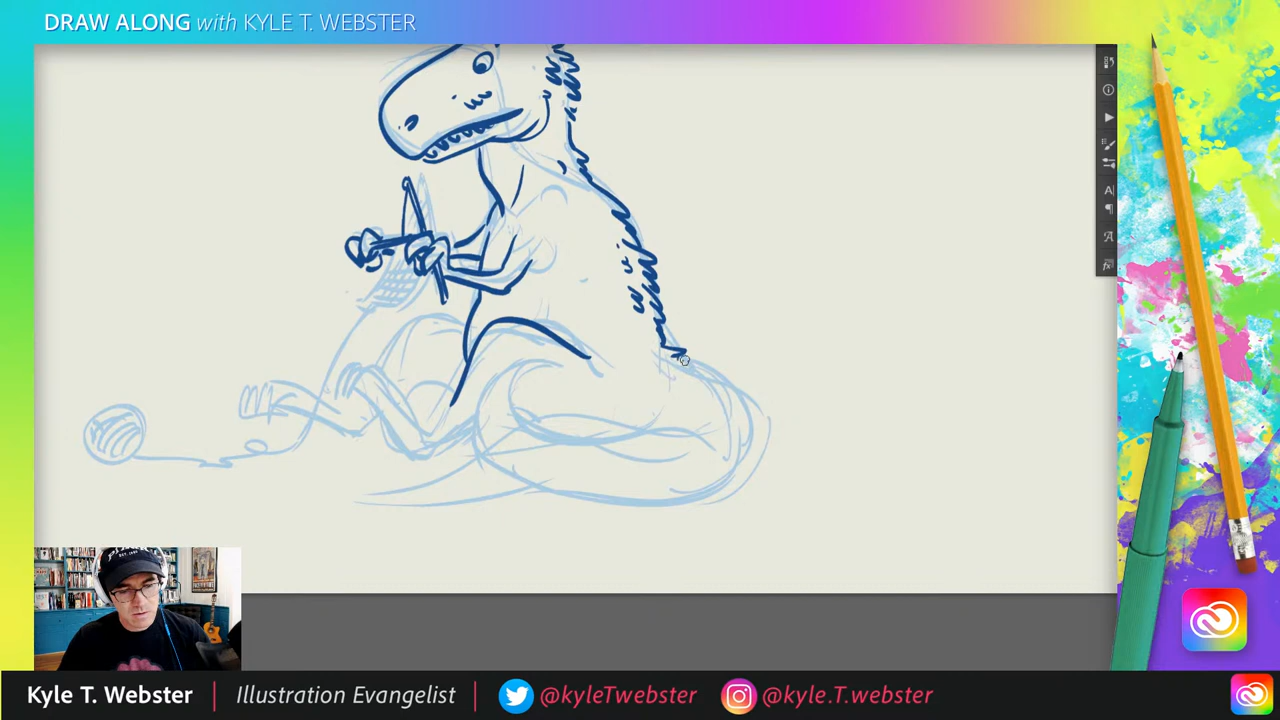 DRAW ALONG with KYLE T. WEBSTER
Kyle T. Webster | Illustration Evangelist | @kyleTwebster @kyle.T.webster